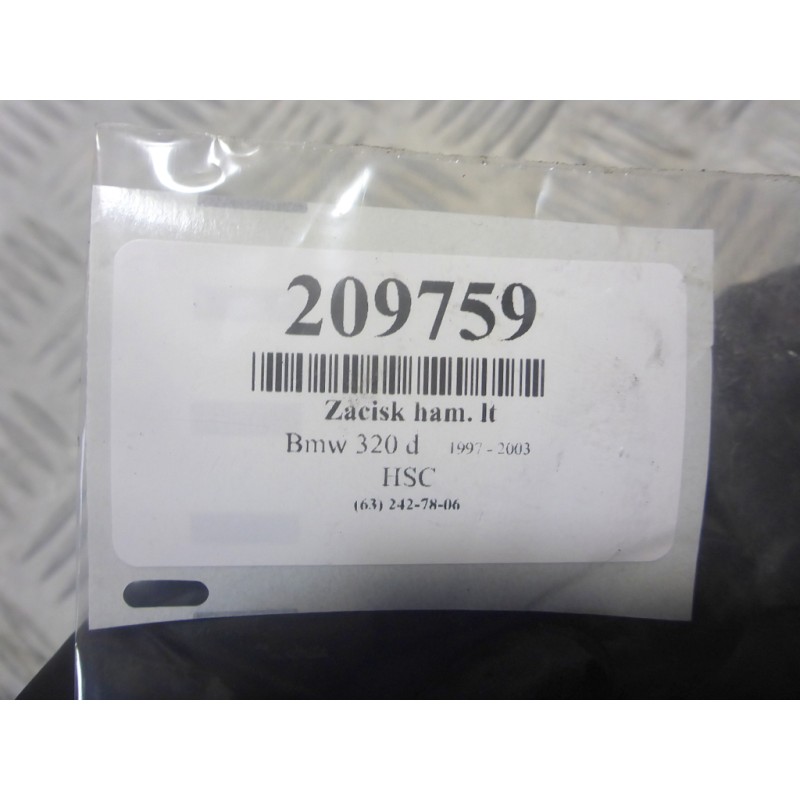 209759
Zacisk ham. lt
Bmw 320 d 1997 - 2003
HSC
(63) 242-78-06